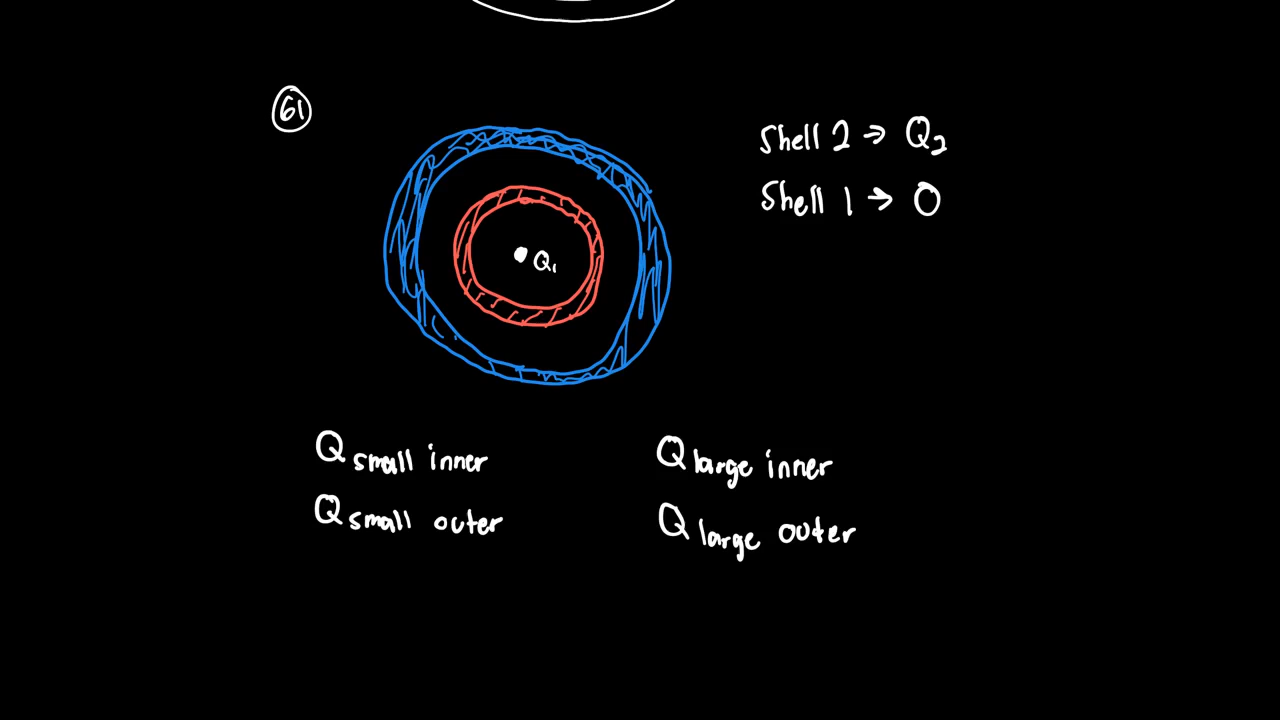 61
Shell 2 → Q₂
Shell 1 → 0
Q₁
Q small inner
Q large inner
Q small outer
Q large outer